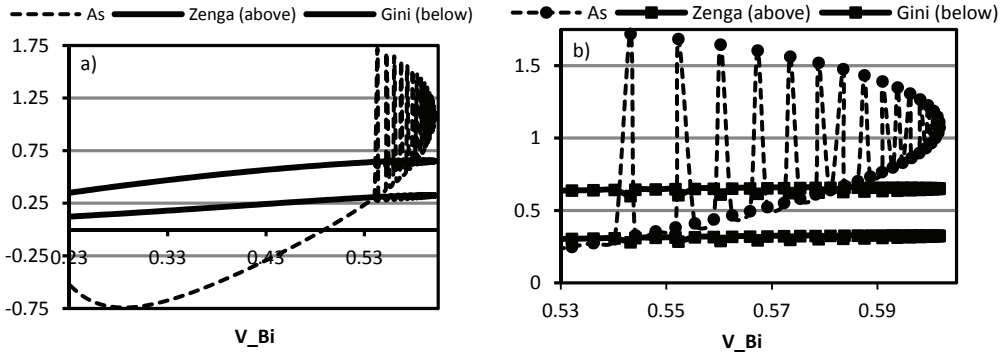 As Zenga (above) Gini (below)
a)
1.75
1.25
0.75
0.25
-0.25
-0.75
0.23 0.33 0.43 0.53
V_Bi
As Zenga (above) Gini (below)
b)
1.5
1
0.5
0
0.53 0.55 0.57 0.59
V_Bi